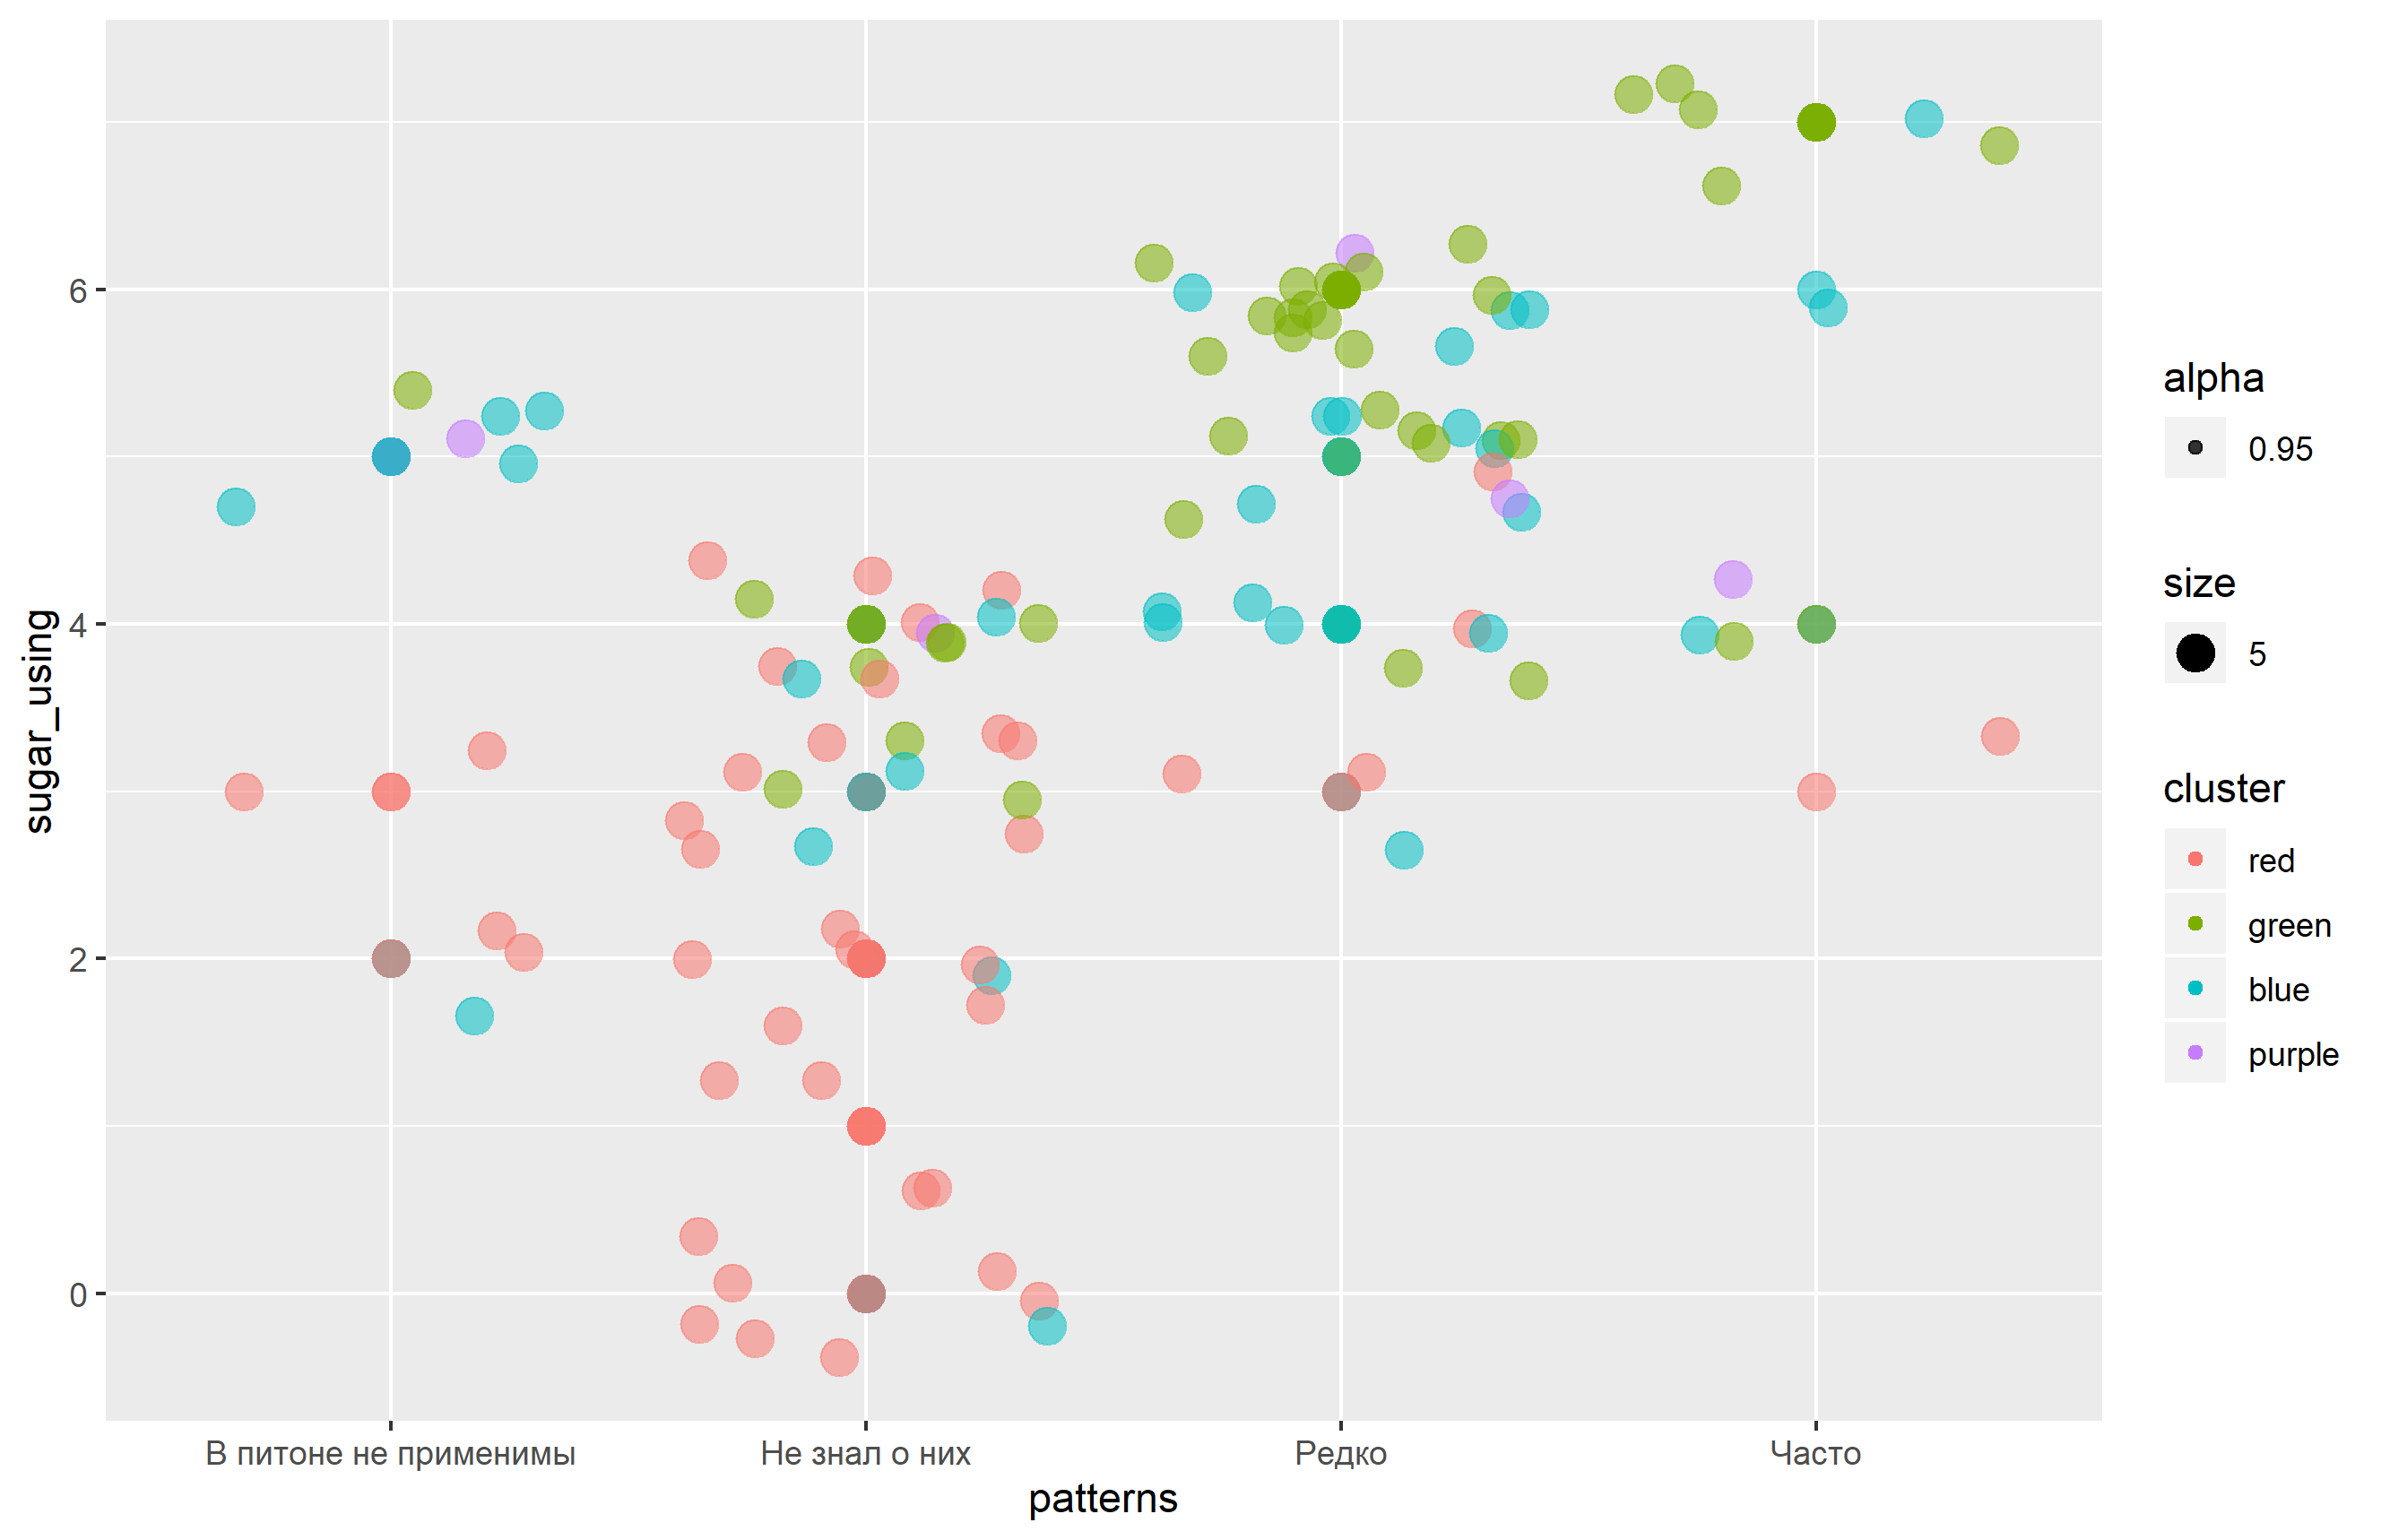 sugar_using
6
4
2
0
В питоне не применимы
Не знал о них
Редко
Часто
patterns
alpha
0.95
size
5
cluster
red
green
blue
purple